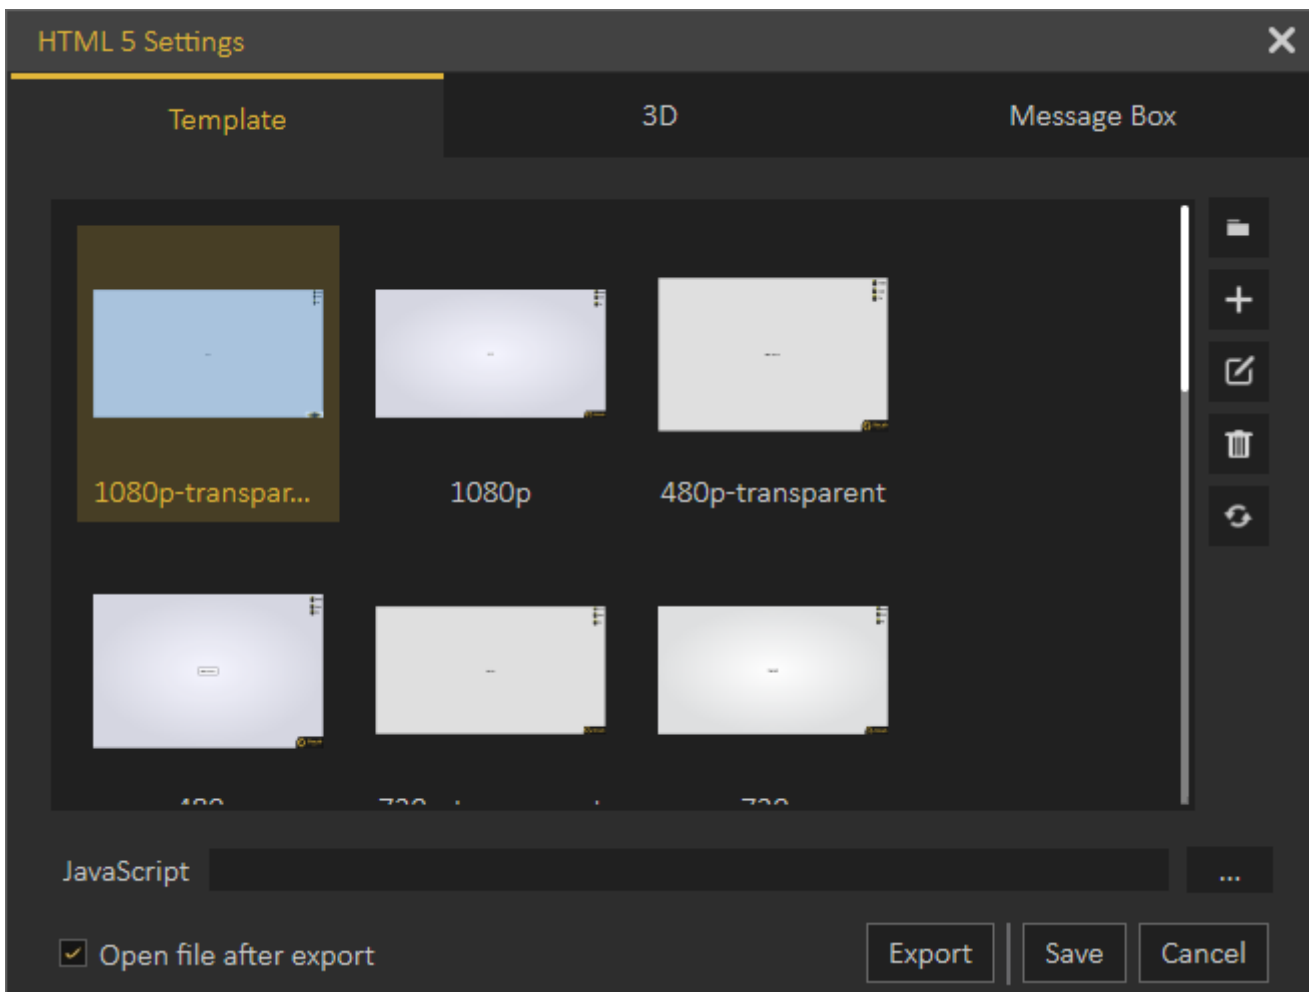 HTML 5 Settings
Template
3D
Message Box
1080p-transpar...
1080p
480p-transparent
JavaScript
...
Open file after export
Export
Save
Cancel